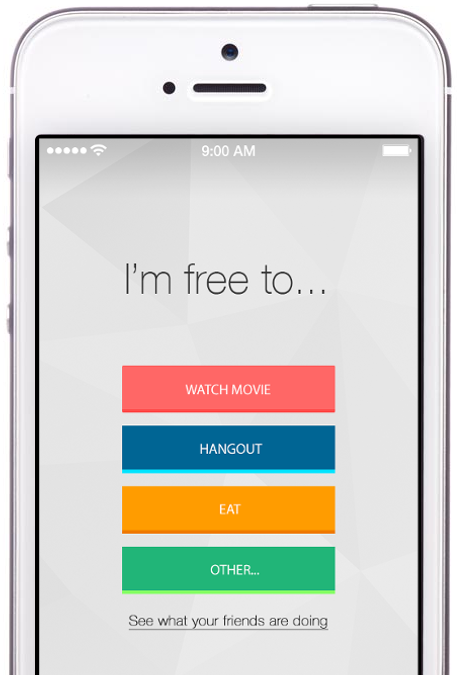 9:00 AM
I'm free to...
WATCH MOVIE
HANGOUT
EAT
OTHER...
See what your friends are doing